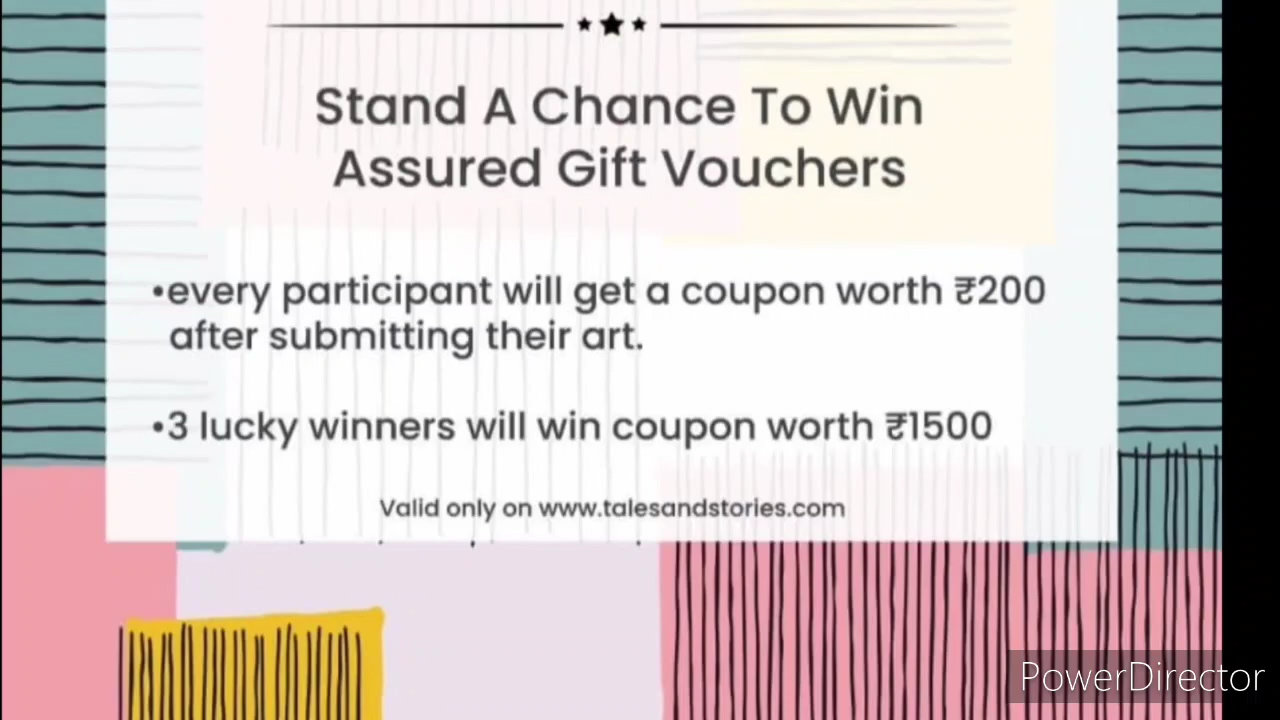 Stand A Chance To Win
Assured Gift Vouchers
•every participant will get a coupon worth ₹200
after submitting their art.
•3 lucky winners will win coupon worth ₹1500
Valid only on www.talesandstories.com
PowerDirector